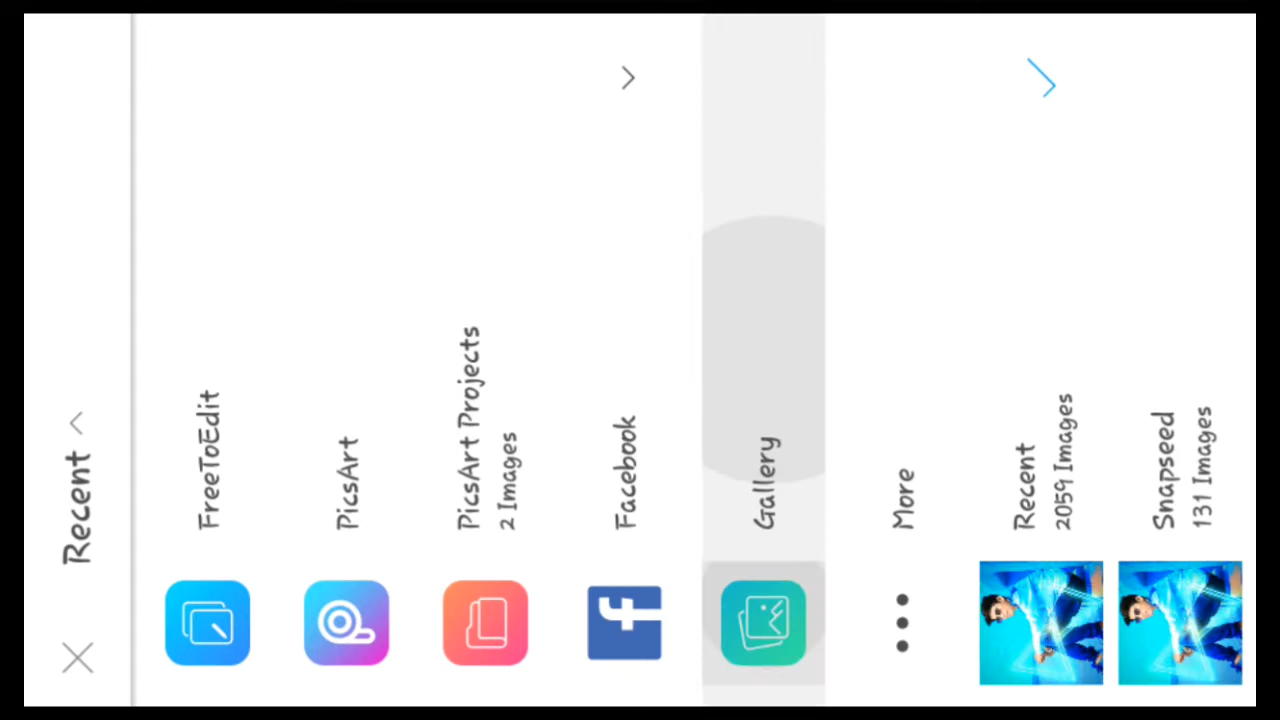 Recent
FreeToEdit
PicsArt
PicsArt Projects
2 Images
Facebook
Gallery
More
Recent
2059 Images
Snapseed
131 Images